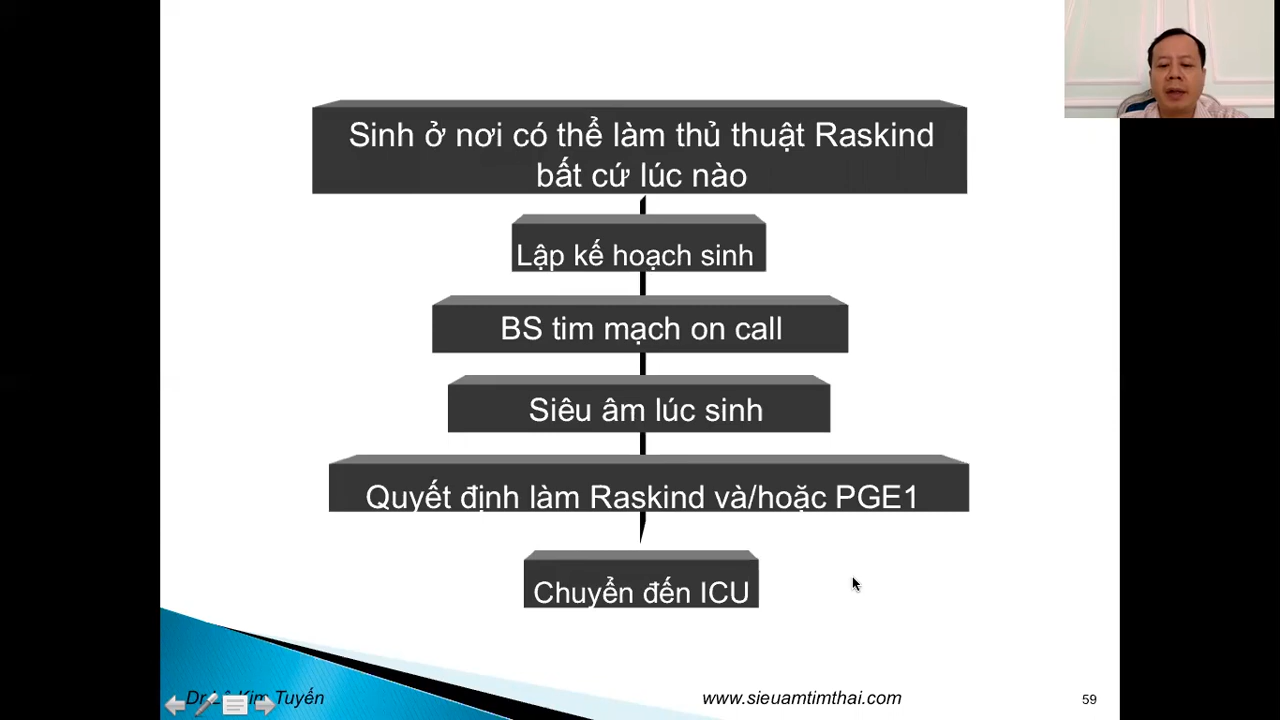 Sinh ở nơi có thể làm thủ thuật Raskind
bất cứ lúc nào
Lập kế hoạch sinh
BS tim mạch on call
Siêu âm lúc sinh
Quyết định làm Raskind và/hoặc PGE1
Chuyển đến ICU
Dr Lê Kim Tuyến
www.sieuamtimthai.com
59